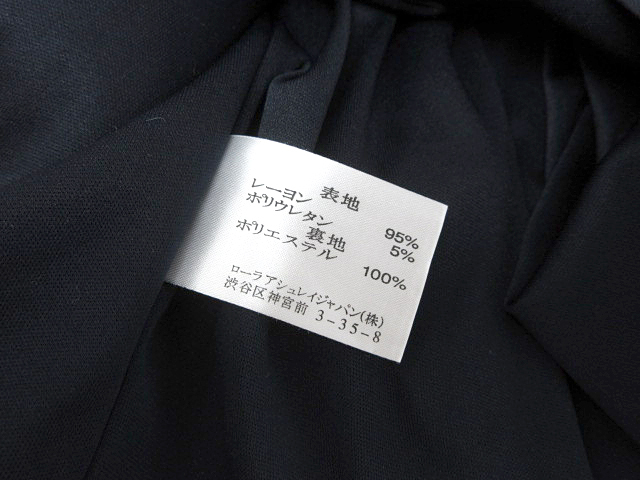 表地
レーヨン 95%
ポリウレタン 5%
裏地
ポリエステル 100%
ローラ アシュレイジャパン(株)
渋谷区神宮前 3-35-8